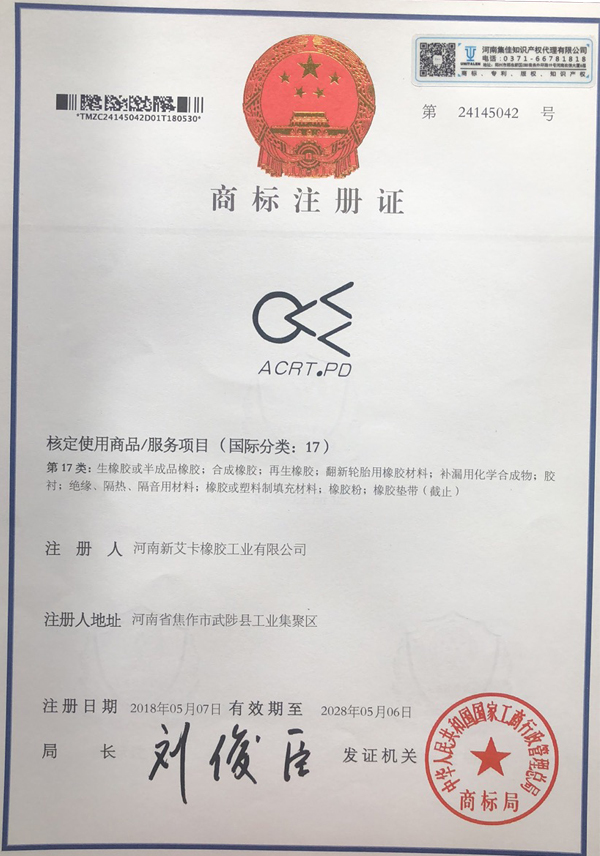 河南集佳知识产权代理有限公司
电话:0371-66781818
UNITALEN
商标、专利、版权、知识产权
*TMZC24145042D01T180530*
第 24145042 号
商标注册证
ACRT.PD
核定使用商品/服务项目（国际分类：17）
第17类：生橡胶或半成品橡胶；合成橡胶；再生橡胶；翻新轮胎用橡胶材料；补漏用化学合成物；胶
衬；绝缘、隔热、隔音用材料；橡胶或塑料制填充材料；橡胶粉；橡胶垫带（截止）
注册人 河南新艾卡橡胶工业有限公司
注册人地址 河南省焦作市武陟县工业集聚区
注册日期 2018年05月07日 有效期至 2028年05月06日
局长 刘俊臣 发证机关
中华人民共和国国家工商行政管理总局
商标局